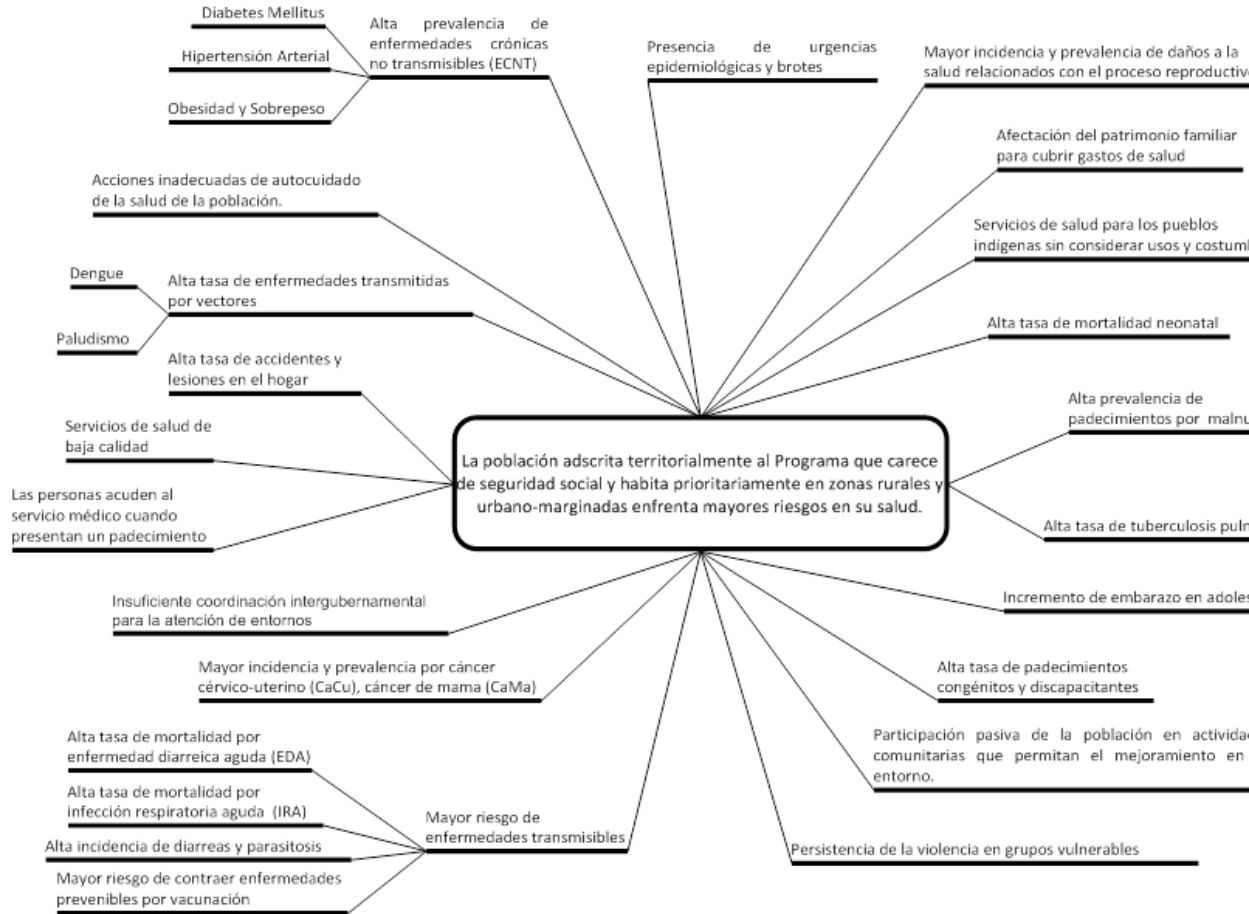 Diabetes Mellitus
Hipertensión Arterial
Obesidad y Sobrepeso
Alta prevalencia de
enfermedades crónicas
no transmisibles (ECNT)
Presencia de urgencias
epidemiológicas y brotes
Mayor incidencia y prevalencia de daños a la
salud relacionados con el proceso
Afectación del patrimonio familiar
para cubrir gastos de salud
Servicios de salud para los pueblos
indígenas sin considerar usos y
Alta tasa de mortalidad neonatal
Alta prevalencia de
padecimientos por
Alta tasa de tuberculosis
Acciones inadecuadas de autocuidado
de la salud de la población.
Dengue
Paludismo
Alta tasa de enfermedades transmitidas
por vectores
Alta tasa de accidentes y
lesiones en el hogar
Servicios de salud de
baja calidad
Las personas acuden al
servicio médico cuando
presentan un padecimiento
La población adscrita territorialmente al Programa que carece
de seguridad social y habita prioritariamente en zonas rurales y
urbano-marginadas enfrenta mayores riesgos en su salud.
Insuficiente coordinación intergubernamental
para la atención de entornos
Mayor incidencia y prevalencia por cáncer
cérvico-uterino (CaCu), cáncer de mama (CaMa)
Alta tasa de mortalidad por
enfermedad diarreica aguda (EDA)
Alta tasa de mortalidad por
infección respiratoria aguda (IRA)
Alta incidencia de diarreas y parasitosis
Mayor riesgo de contraer enfermedades
prevenibles por vacunación
Mayor riesgo de
enfermedades transmisibles
Incremento de embarazo en
Alta tasa de padecimientos
congénitos y discapacitantes
Participación pasiva de la población en
comunitarias que permitan el mejoramiento en
entorno.
Persistencia de la violencia en grupos vulnerables